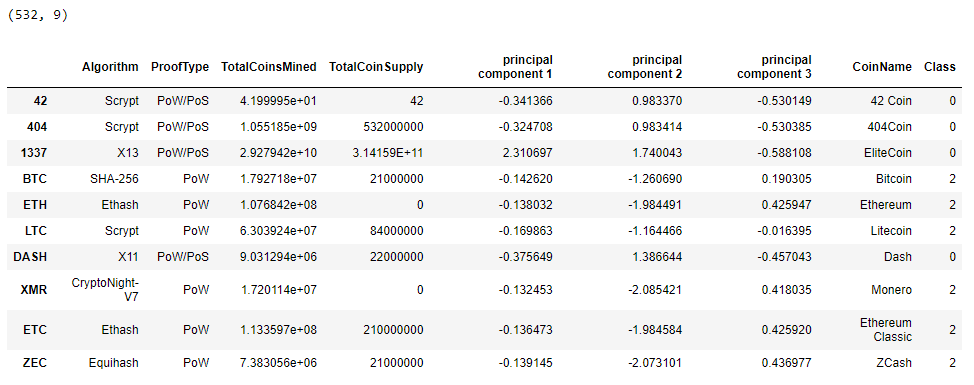 (532, 9)
Algorithm ProofType TotalCoinsMined TotalCoinSupply principal component 1 principal component 2 principal component 3 CoinName Class
42 Scrypt PoW/PoS 4.199995e+01 42 -0.341366 0.983370 -0.530149 42 Coin 0
404 Scrypt PoW/PoS 1.055185e+09 532000000 -0.324708 0.983414 -0.530385 404Coin 0
1337 X13 PoW/PoS 2.927942e+10 3.14159E+11 2.310697 1.740043 -0.588108 EliteCoin 0
BTC SHA-256 PoW 1.792718e+07 21000000 -0.142620 -1.260690 0.190305 Bitcoin 2
ETH Ethash PoW 1.076842e+08 0 -0.138032 -1.984491 0.425947 Ethereum 2
LTC Scrypt PoW 6.303924e+07 84000000 -0.169863 -1.164466 -0.016395 Litecoin 2
DASH X11 PoW/PoS 9.031294e+06 22000000 -0.375649 1.386644 -0.457043 Dash 0
XMR CryptoNight-V7 PoW 1.720114e+07 0 -0.132453 -2.085421 0.418035 Monero 2
ETC Ethash PoW 1.133597e+08 210000000 -0.136473 -1.984584 0.425920 Ethereum Classic 2
ZEC Equihash PoW 7.383056e+06 21000000 -0.139145 -2.073101 0.436977 ZCash 2